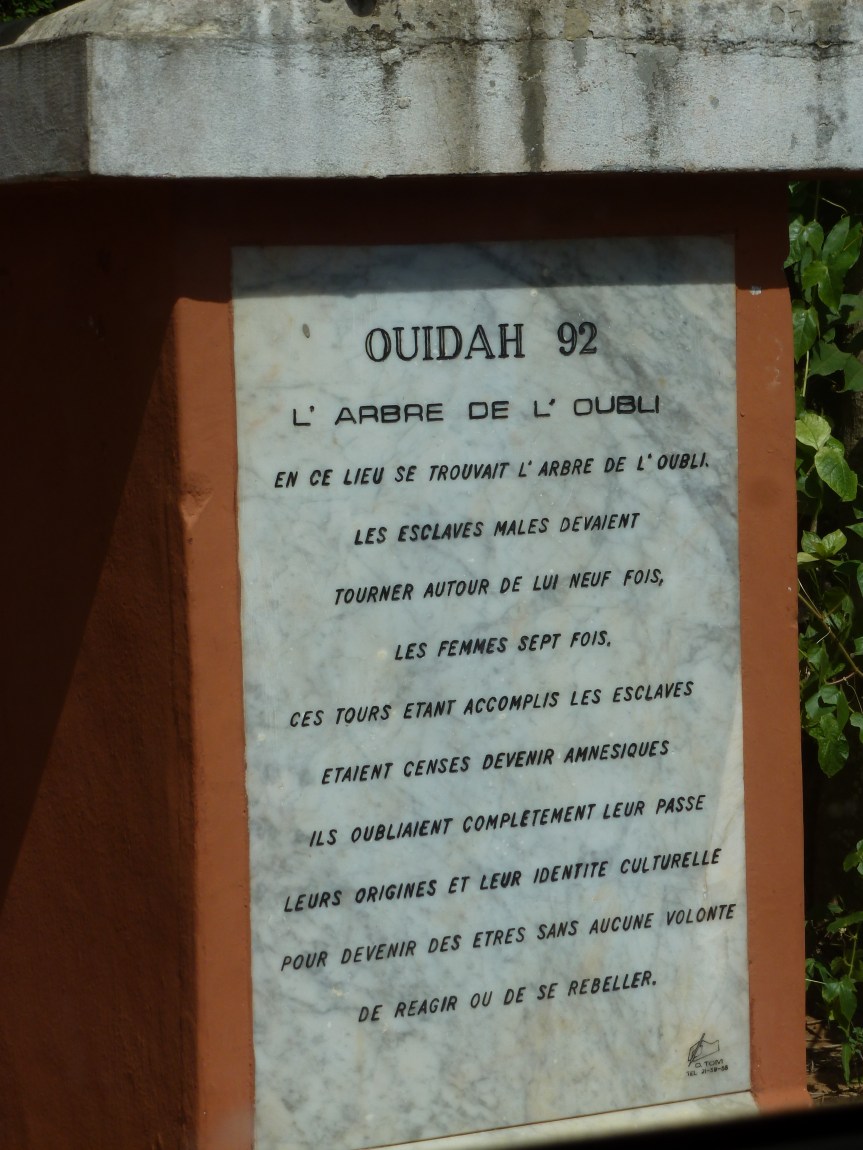 OUIDAH 92
L' ARBRE DE L' OUBLI
EN CE LIEU SE TROUVAIT L' ARBRE DE L' OUBLI.
LES ESCLAVES MALES DEVAIENT
TOURNER AUTOUR DE LUI NEUF FOIS,
LES FEMMES SEPT FOIS.
CES TOURS ETANT ACCOMPLIS LES ESCLAVES
ETAIENT CENSES DEVENIR AMNESIQUES
ILS OUBLIAIENT COMPLETEMENT LEUR PASSE
LEURS ORIGINES ET LEUR IDENTITE CULTURELLE
POUR DEVENIR DES ETRES SANS AUCUNE VOLONTE
DE REAGIR OU DE SE REBELLER.
TEL